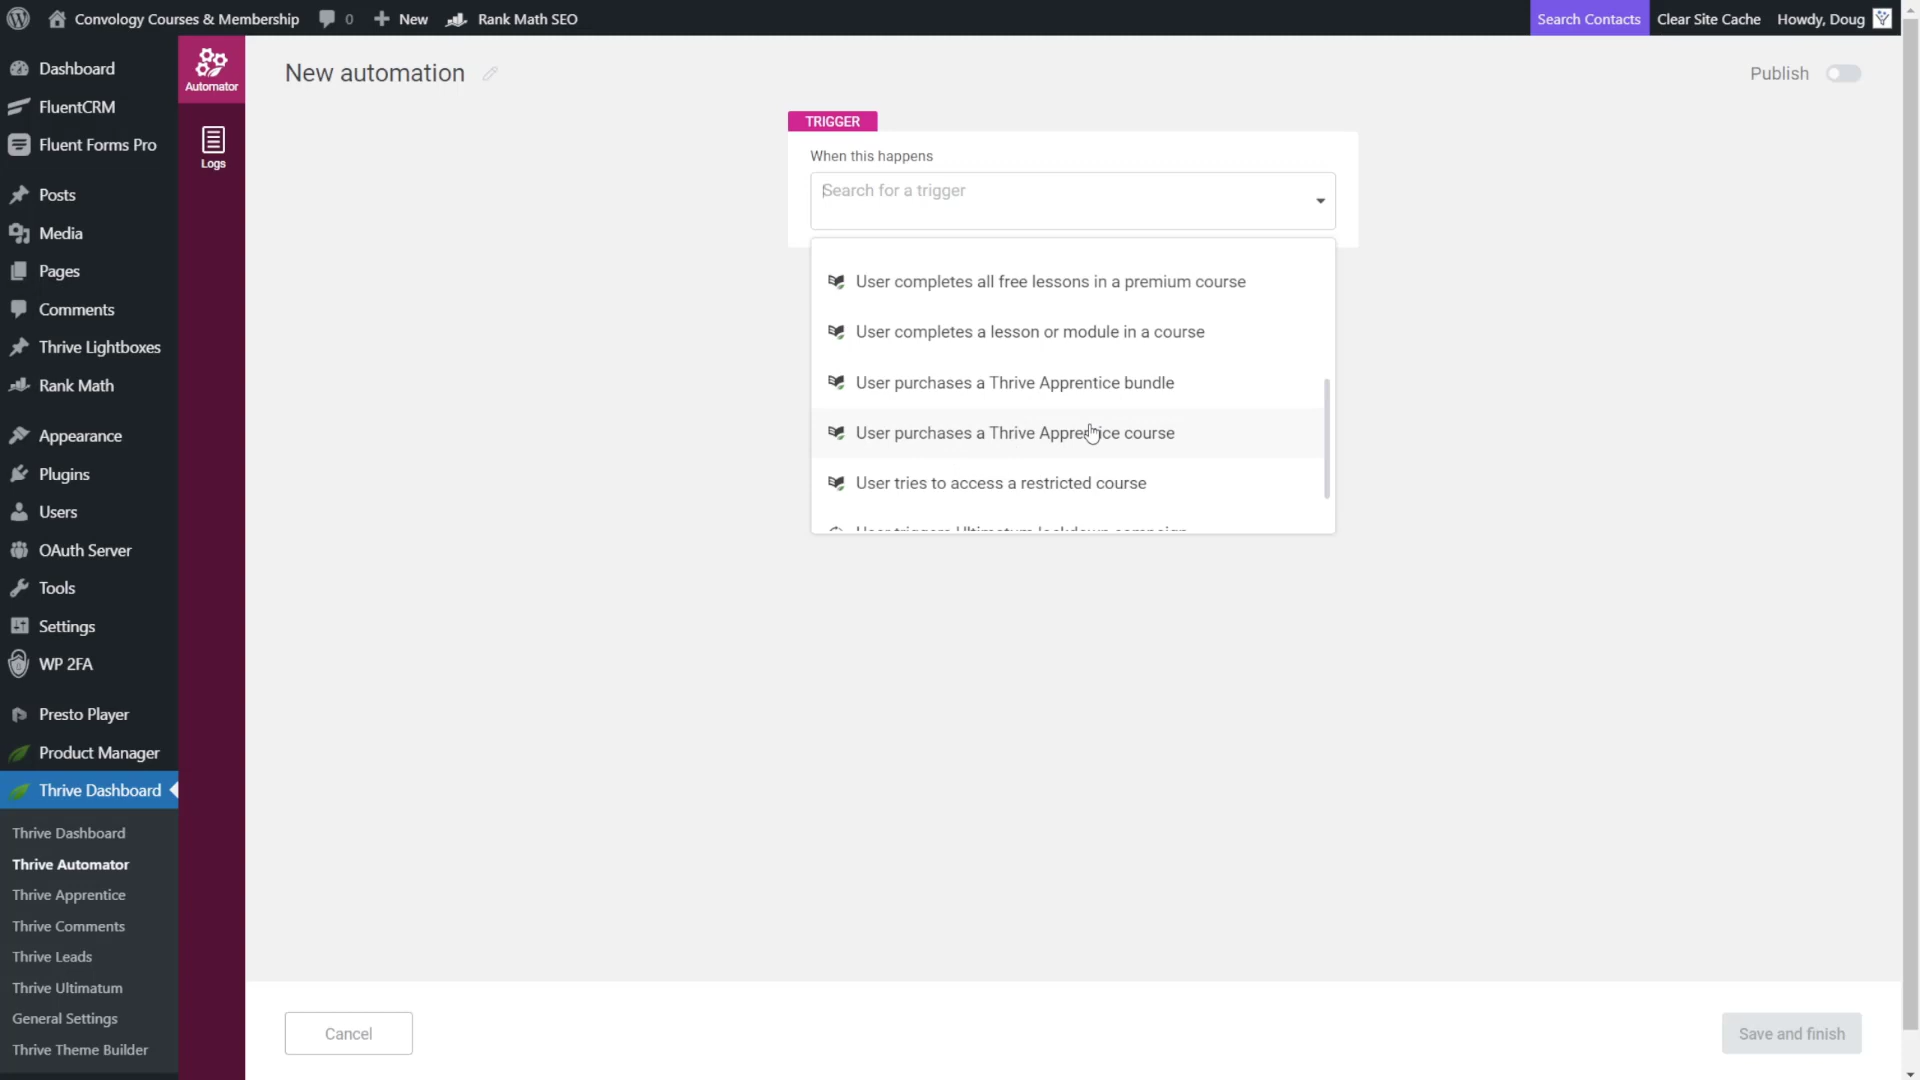 Convology Courses & Membership
0
New
Rank Math SEO
Search Contacts
Clear Site Cache
Howdy, Doug
Dashboard
FluentCRM
Fluent Forms Pro
Posts
Media
Pages
Comments
Thrive Lightboxes
Rank Math
Appearance
Plugins
Users
OAuth Server
Tools
Settings
WP 2FA
Presto Player
Product Manager
Thrive Dashboard
Thrive Dashboard
Thrive Automator
Thrive Apprentice
Thrive Comments
Thrive Leads
Thrive Ultimatum
General Settings
Thrive Theme Builder
Automator
Logs
New automation
Publish
TRIGGER
When this happens
Search for a trigger
User completes all free lessons in a premium course
User completes a lesson or module in a course
User purchases a Thrive Apprentice bundle
User purchases a Thrive Apprentice course
User tries to access a restricted course
User triggers Ultimatum lockdown campaign
Cancel
Save and finish